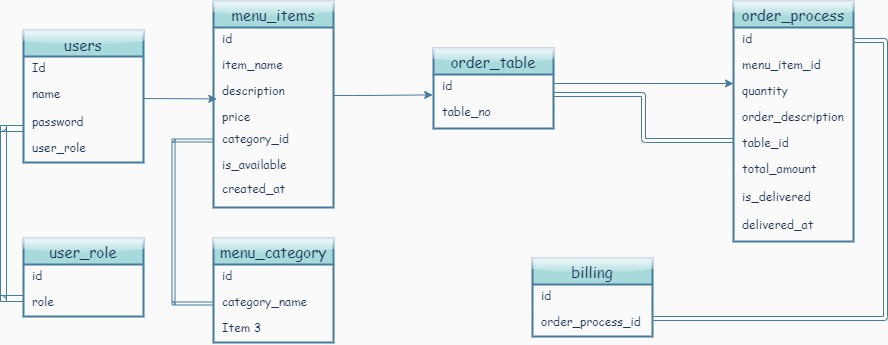 users
Id
name
password
user_role
menu_items
id
item_name
description
price
category_id
is_available
created_at
order_table
id
table_no
order_process
id
menu_item_id
quantity
order_description
table_id
total_amount
is_delivered
delivered_at
user_role
id
role
menu_category
id
category_name
Item 3
billing
id
order_process_id